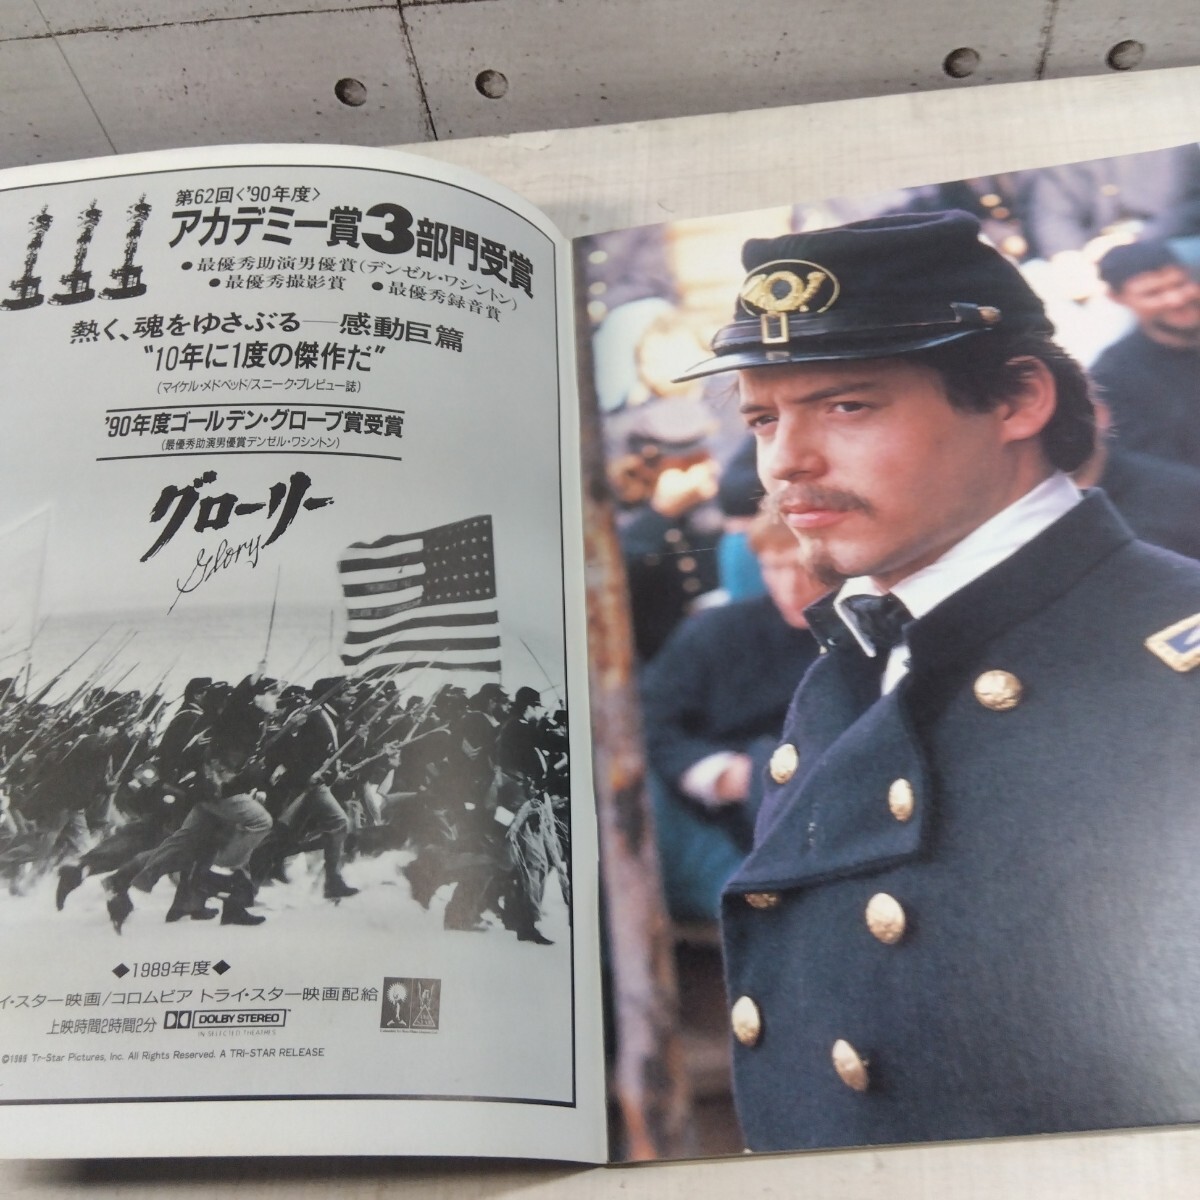 第62回〈'90年度〉
アカデミー賞3部門受賞
●最優秀助演男優賞(デンゼル・ワシントン)
●最優秀撮影賞 ●最優秀録音賞
熱く、魂をゆさぶる──感動巨篇
“10年に1度の傑作だ”
(マイケル・メドベッド/スニーク・プレビュー誌)
'90年度ゴールデン・グローブ賞受賞
(最優秀助演男優賞デンゼル・ワシントン)
グローリー
Glory
◆1989年度◆
イ・スター映画/コロムビア トライ・スター映画配給
上映時間2時間2分 DOLBY STEREO
IN SELECTED THEATRES
©1989 Tri-Star Pictures, Inc. All Rights Reserved. A TRI-STAR RELEASE